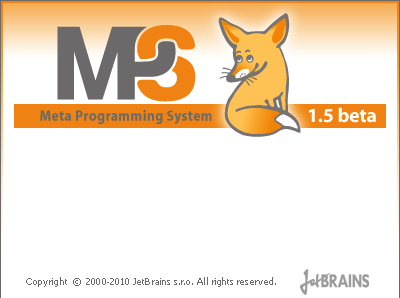 MPS
Meta Programming System
1.5 beta
Copyright © 2000-2010 JetBrains s.r.o. All rights reserved.
JetBRAINS